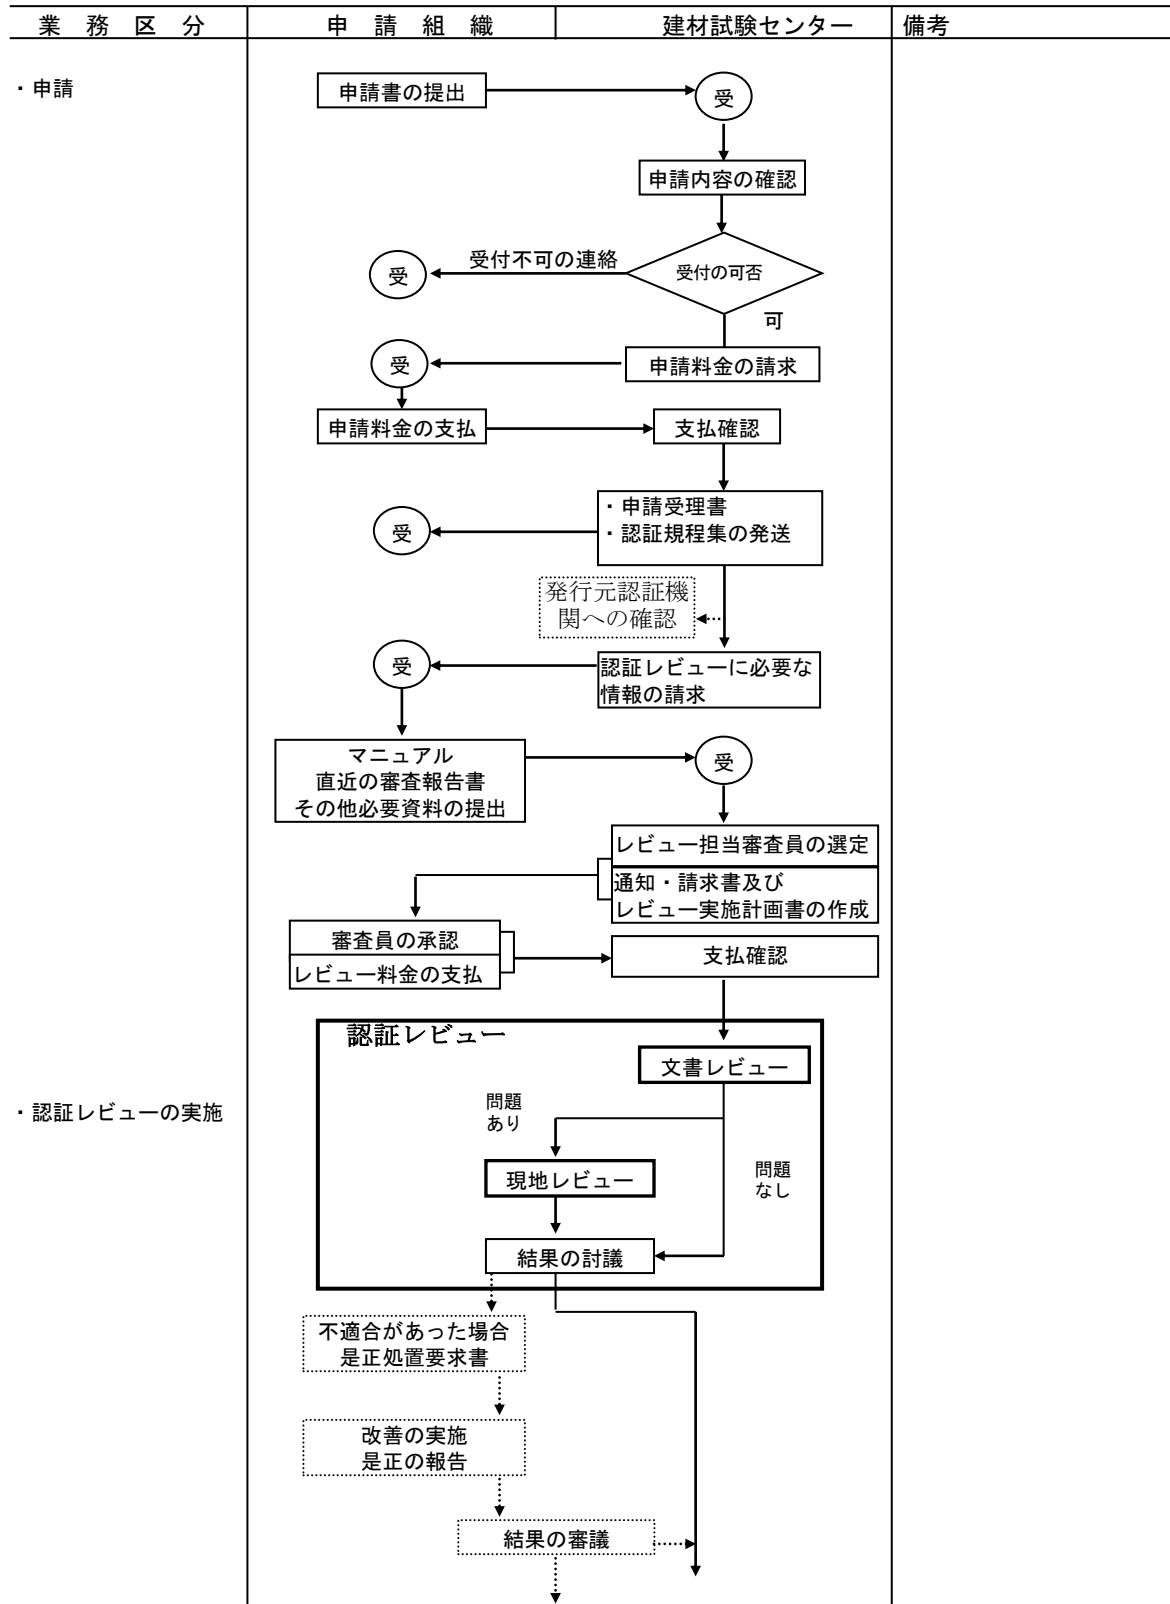 業 務 区 分
申 請 組 織
建材試験センター
備考
・申請
申請書の提出
受
申請内容の確認
受付不可の連絡
受
受付の可否
可
受
申請料金の請求
申請料金の支払
支払確認
・申請受理書
・認証規程集の発送
受
発行元認証機
関への確認
受
認証レビューに必要な
情報の請求
マニュアル
直近の審査報告書
その他必要資料の提出
受
レビュー担当審査員の選定
通知・請求書及び
レビュー実施計画書の作成
審査員の承認
レビュー料金の支払
支払確認
認証レビュー
文書レビュー
・認証レビューの実施
問題
あり
現地レビュー
問題
なし
結果の討議
不適合があった場合
是正処置要求書
改善の実施
是正の報告
結果の審議